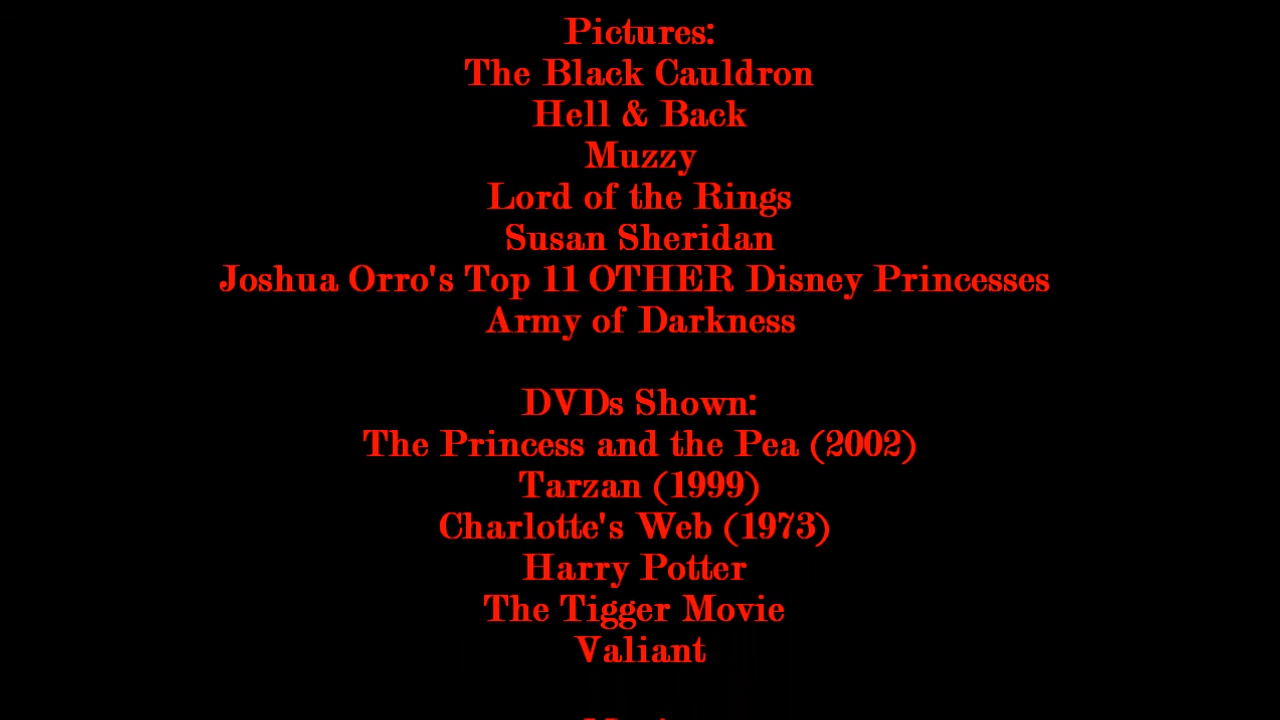 Pictures:
The Black Cauldron
Hell & Back
Muzzy
Lord of the Rings
Susan Sheridan
Joshua Orro's Top 11 OTHER Disney Princesses
Army of Darkness
DVDs Shown:
The Princess and the Pea (2002)
Tarzan (1999)
Charlotte's Web (1973)
Harry Potter
The Tigger Movie
Valiant